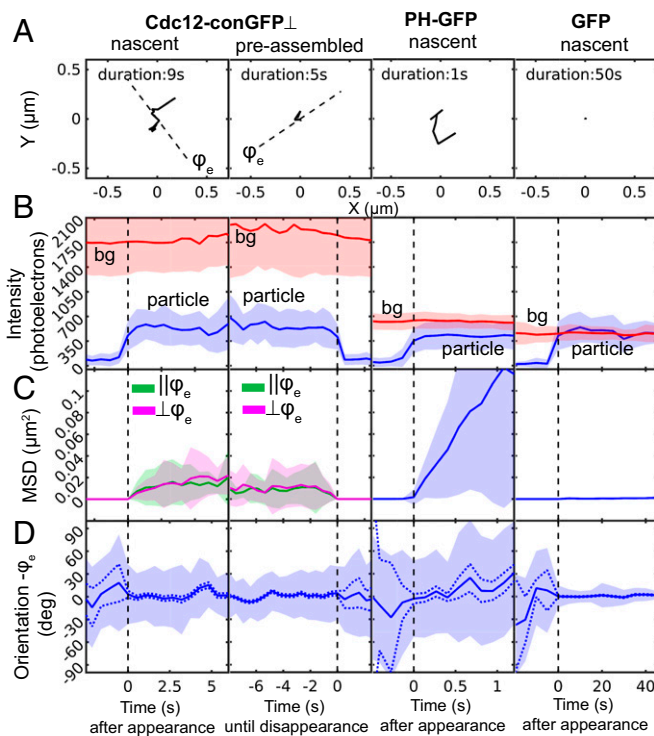 Cdc12-conGFP⊥ PH-GFP GFP
A nascent pre-assembled nascent nascent
duration:9s duration:5s duration:1s duration:50s
Y (µm)
0.5
0
-0.5
φe φe
-0.5 0 0.5 -0.5 0 0.5 -0.5 0 0.5 -0.5 0 0.5
X (µm)
B
Intensity
(photoelectrons)
2100
1750
1400
1050
700
350
0
bg bg bg bg
particle particle particle particle
C
MSD (µm²)
0.1
0.08
0.06
0.04
0.02
0
||φe ||φe
⊥φe ⊥φe
D
Orientation -φe
(deg)
90
60
30
0
-30
-60
-90
0 2.5 5 -6 -4 -2 0 0 0.5 1 0 20 40
Time (s) Time (s) Time (s) Time (s)
after appearance until disappearance after appearance after appearance